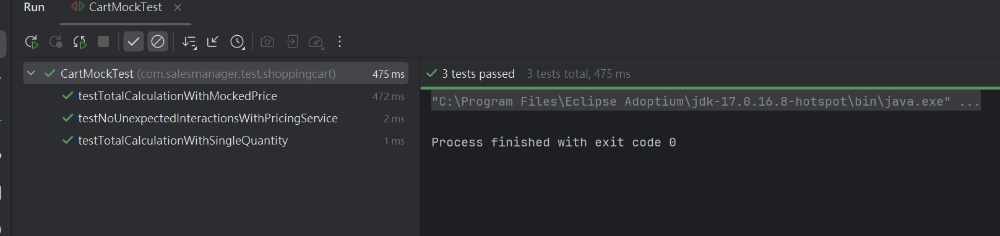 Run CartMockTest
CartMockTest (com.salesmanager.test.shoppingcart) 475 ms
testTotalCalculationWithMockedPrice 472 ms
testNoUnexpectedInteractionsWithPricingService 2 ms
testTotalCalculationWithSingleQuantity 1 ms
3 tests passed 3 tests total, 475 ms
"C:\Program Files\Eclipse Adoptium\jdk-17.0.16.8-hotspot\bin\java.exe" ...
Process finished with exit code 0